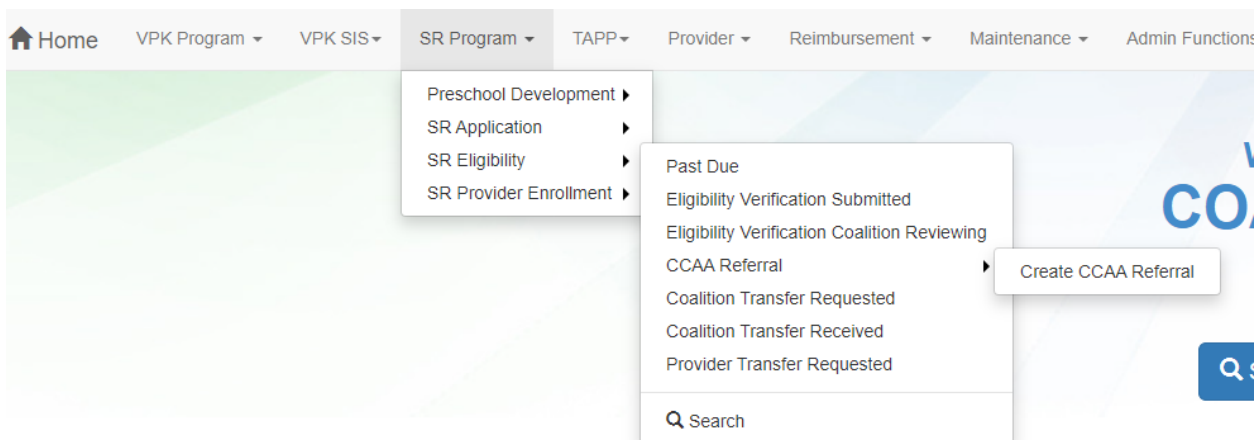 Home VPK Program VPK SIS SR Program TAPP Provider Reimbursement Maintenance Admin Functions
Preschool Development
SR Application
SR Eligibility
SR Provider Enrollment
Past Due
Eligibility Verification Submitted
Eligibility Verification Coalition Reviewing
CCAA Referral
Coalition Transfer Requested
Coalition Transfer Received
Provider Transfer Requested
Search
Create CCAA Referral